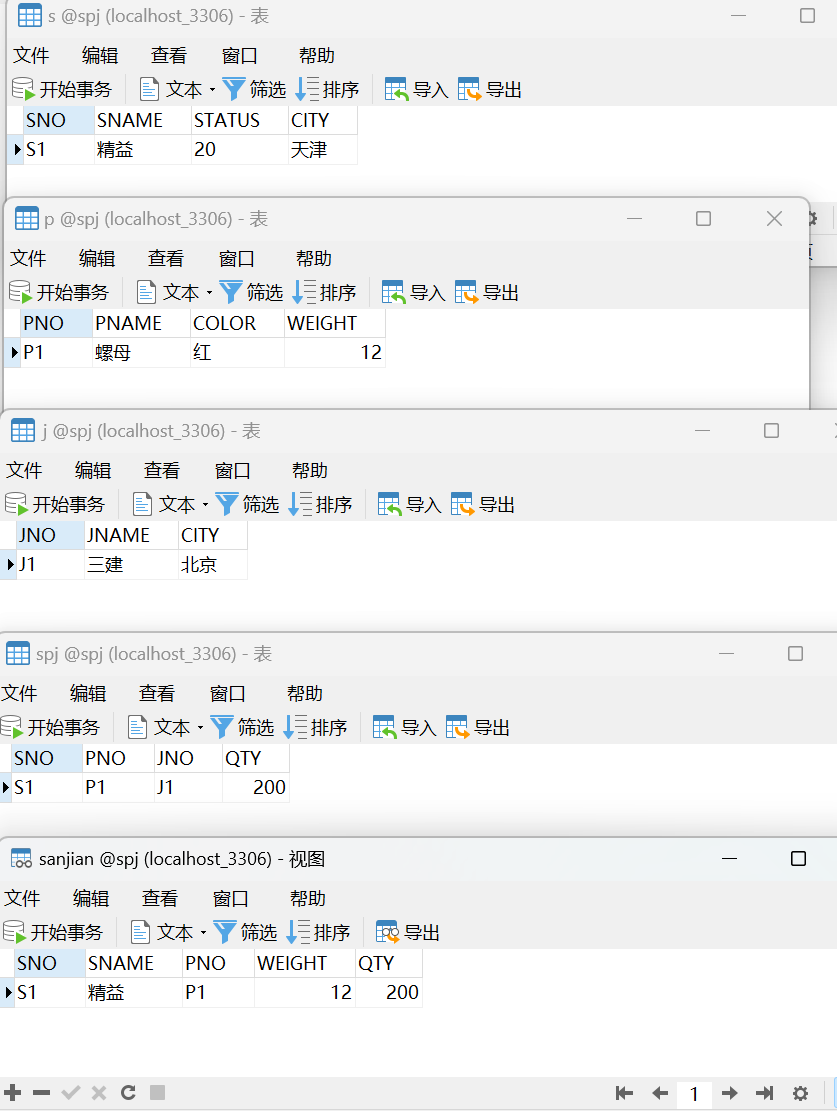 s @spj (localhost_3306) - 表
文件 编辑 查看 窗口 帮助
开始事务 文本 筛选 排序 导入 导出
SNO SNAME STATUS CITY
S1 精益 20 天津
p @spj (localhost_3306) - 表
文件 编辑 查看 窗口 帮助
开始事务 文本 筛选 排序 导入 导出
PNO PNAME COLOR WEIGHT
P1 螺母 红 12
j @spj (localhost_3306) - 表
文件 编辑 查看 窗口 帮助
开始事务 文本 筛选 排序 导入 导出
JNO JNAME CITY
J1 三建 北京
spj @spj (localhost_3306) - 表
文件 编辑 查看 窗口 帮助
开始事务 文本 筛选 排序 导入 导出
SNO PNO JNO QTY
S1 P1 J1 200
sanjian @spj (localhost_3306) - 视图
文件 编辑 查看 窗口 帮助
开始事务 文本 筛选 排序 导出
SNO SNAME PNO WEIGHT QTY
S1 精益 P1 12 200
1